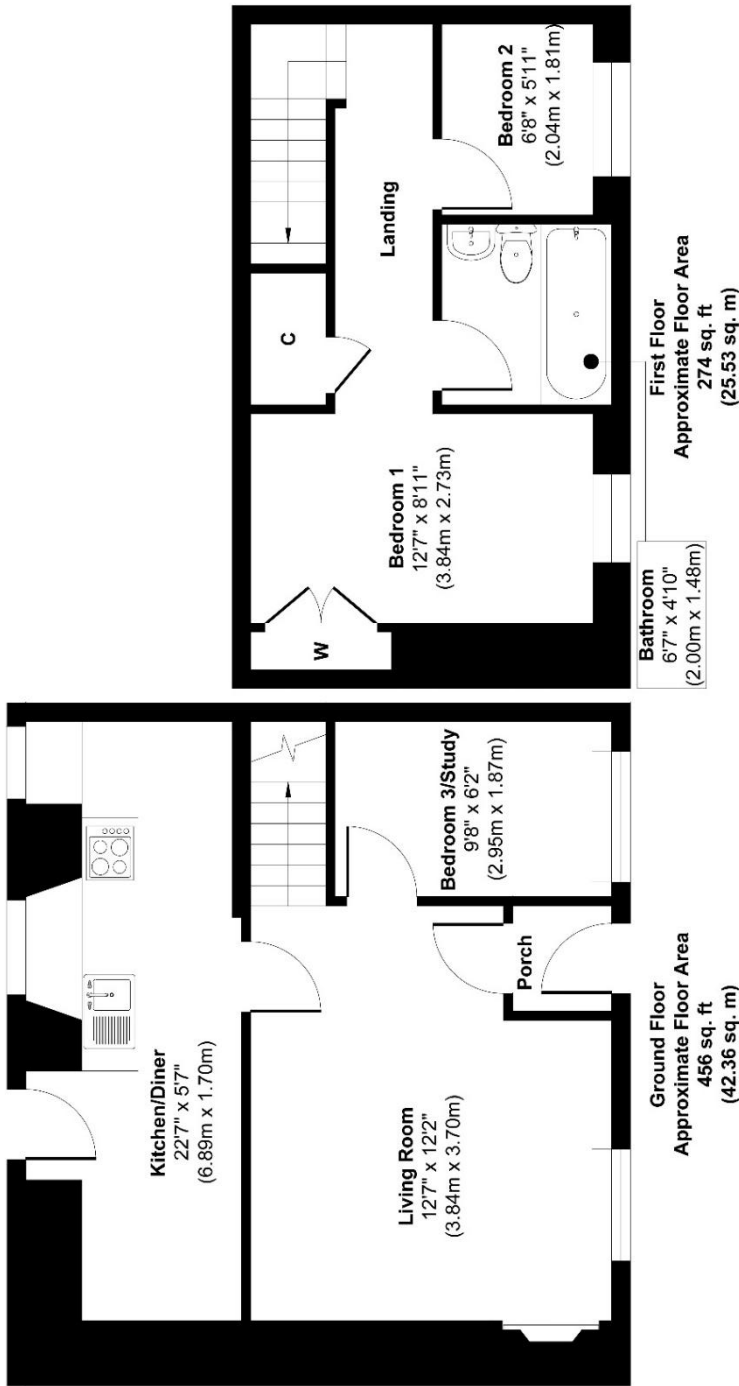 Kitchen/Diner
22'7" x 5'7"
(6.89m x 1.70m)
Living Room
12'7" x 12'2"
(3.84m x 3.70m)
Porch
Bedroom 3/Study
9'8" x 6'2"
(2.95m x 1.87m)
Ground Floor
Approximate Floor Area
456 sq. ft
(42.36 sq. m)
W
Bedroom 1
12'7" x 8'11"
(3.84m x 2.73m)
C
Landing
Bedroom 2
6'8" x 5'11"
(2.04m x 1.81m)
Bathroom
6'7" x 4'10"
(2.00m x 1.48m)
First Floor
Approximate Floor Area
274 sq. ft
(25.53 sq. m)